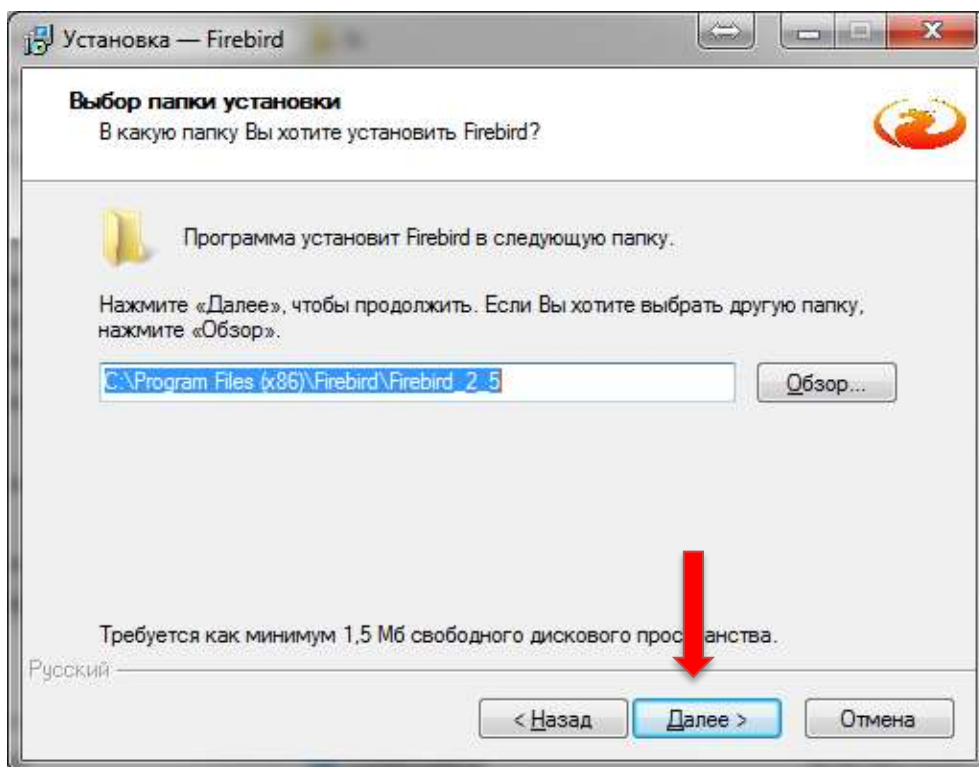 Установка — Firebird
Выбор папки установки
В какую папку Вы хотите установить Firebird?
Программа установит Firebird в следующую папку.
Нажмите «Далее», чтобы продолжить. Если Вы хотите выбрать другую папку,
нажмите «Обзор».
C:\Program Files (x86)\Firebird\Firebird_2_5
Обзор...
Требуется как минимум 1,5 Мб свободного дискового пространства.
Русский
< Назад
Далее >
Отмена